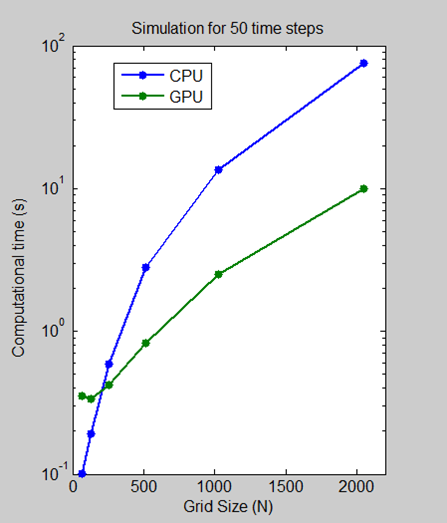 Simulation for 50 time steps
CPU
GPU
Computational time (s)
10^2
10^1
10^0
10^-1
0 500 1000 1500 2000
Grid Size (N)